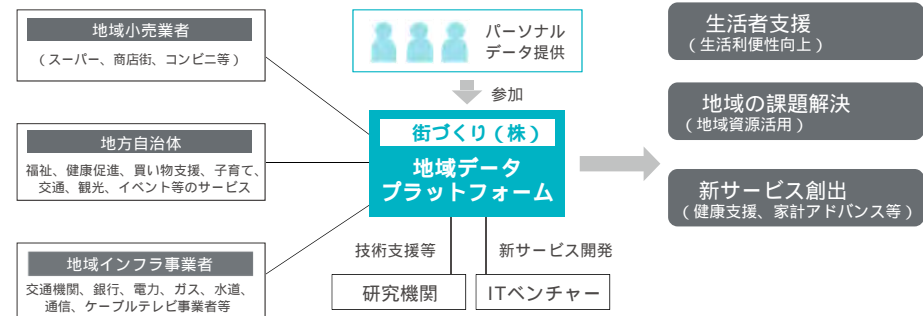 地域小売業者
（スーパー、商店街、コンビニ等）
地方自治体
福祉、健康促進、買い物支援、子育て、
交通、観光、イベント等のサービス
地域インフラ事業者
交通機関、銀行、電力、ガス、水道、
通信、ケーブルテレビ事業者等
パーソナル
データ提供
参加
街づくり（株）
地域データ
プラットフォーム
技術支援等
新サービス開発
研究機関
ITベンチャー
生活者支援
（生活利便性向上）
地域の課題解決
（地域資源活用）
新サービス創出
（健康支援、家計アドバンス等）